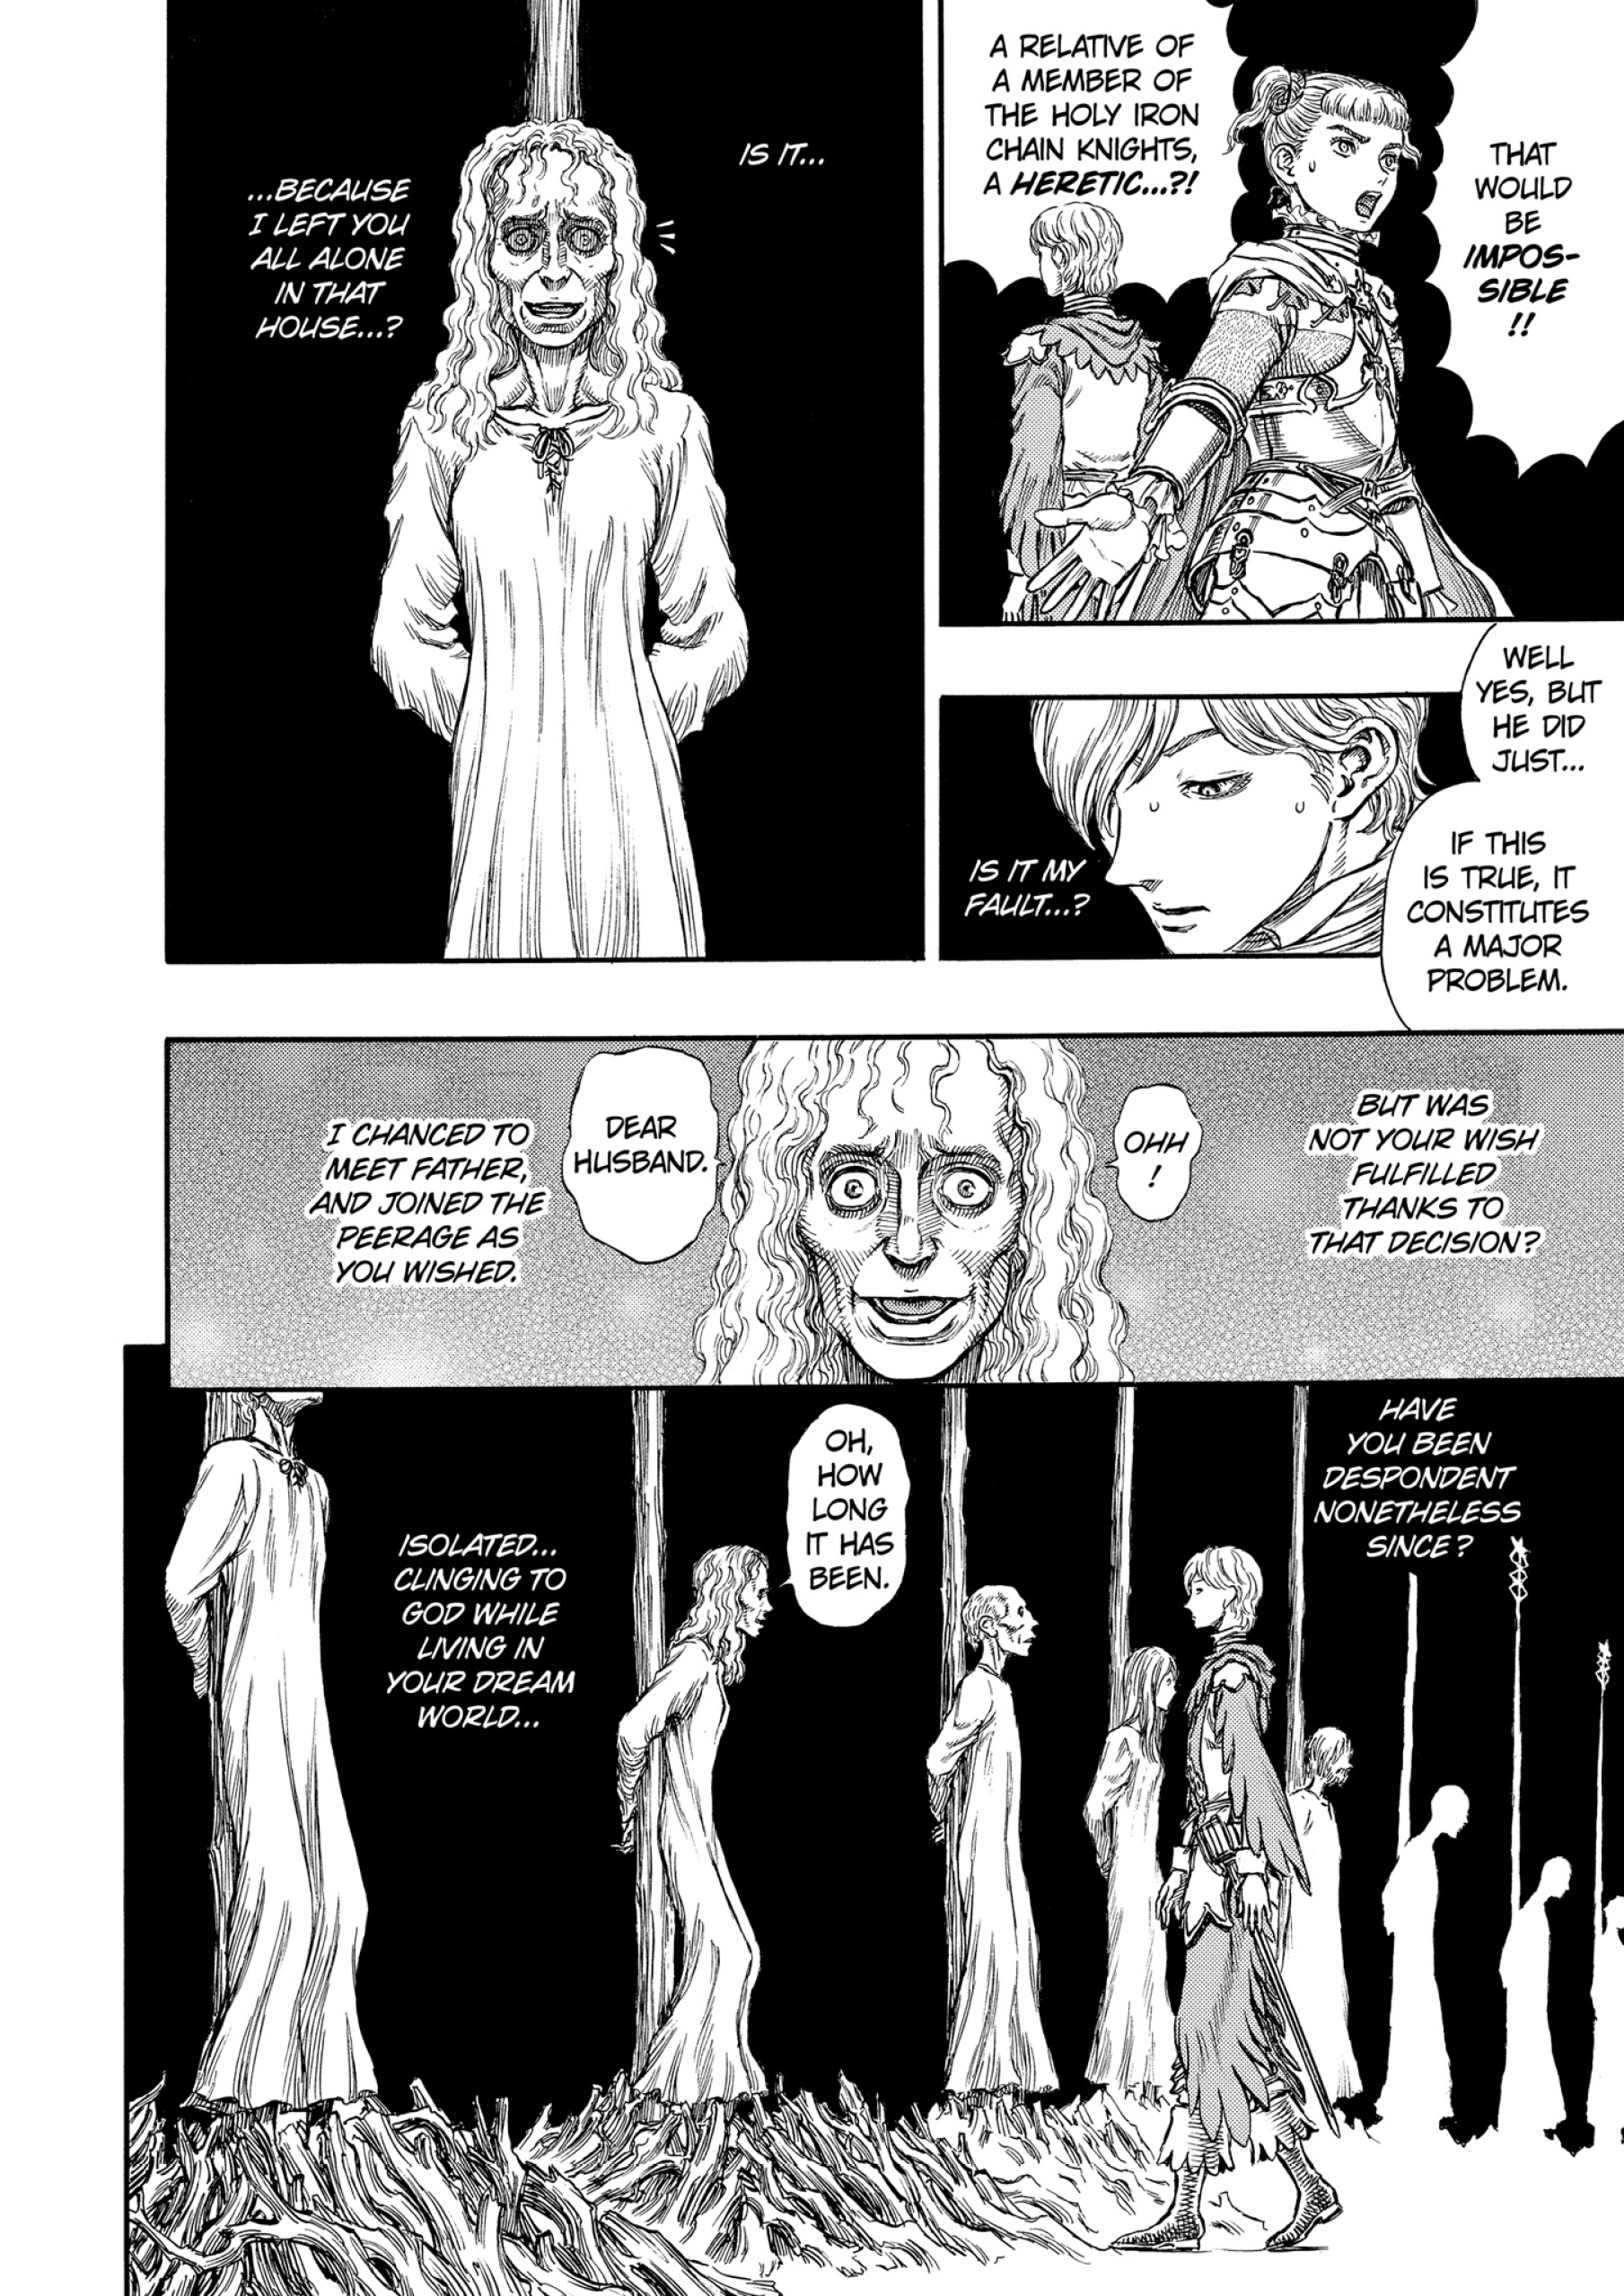 THAT
WOULD
BE
IMPOS-
SIBLE
!!
A RELATIVE OF
A MEMBER OF
THE HOLY IRON
CHAIN KNIGHTS,
A HERETIC...?!
WELL
YES, BUT
HE DID
JUST...
IF THIS
IS TRUE, IT
CONSTITUTES
A MAJOR
PROBLEM.
IS IT MY
FAULT...?
IS IT...
...BECAUSE
I LEFT YOU
ALL ALONE
IN THAT
HOUSE...?
BUT WAS
NOT YOUR WISH
FULFILLED
THANKS TO
THAT DECISION?
OHH
!
DEAR
HUSBAND.
I CHANCED TO
MEET FATHER,
AND JOINED THE
PEERAGE AS
YOU WISHED.
HAVE
YOU BEEN
DESPONDENT
NONETHELESS
SINCE?
OH,
HOW
LONG
IT HAS
BEEN.
ISOLATED...
CLINGING TO
GOD WHILE
LIVING IN
YOUR DREAM
WORLD...